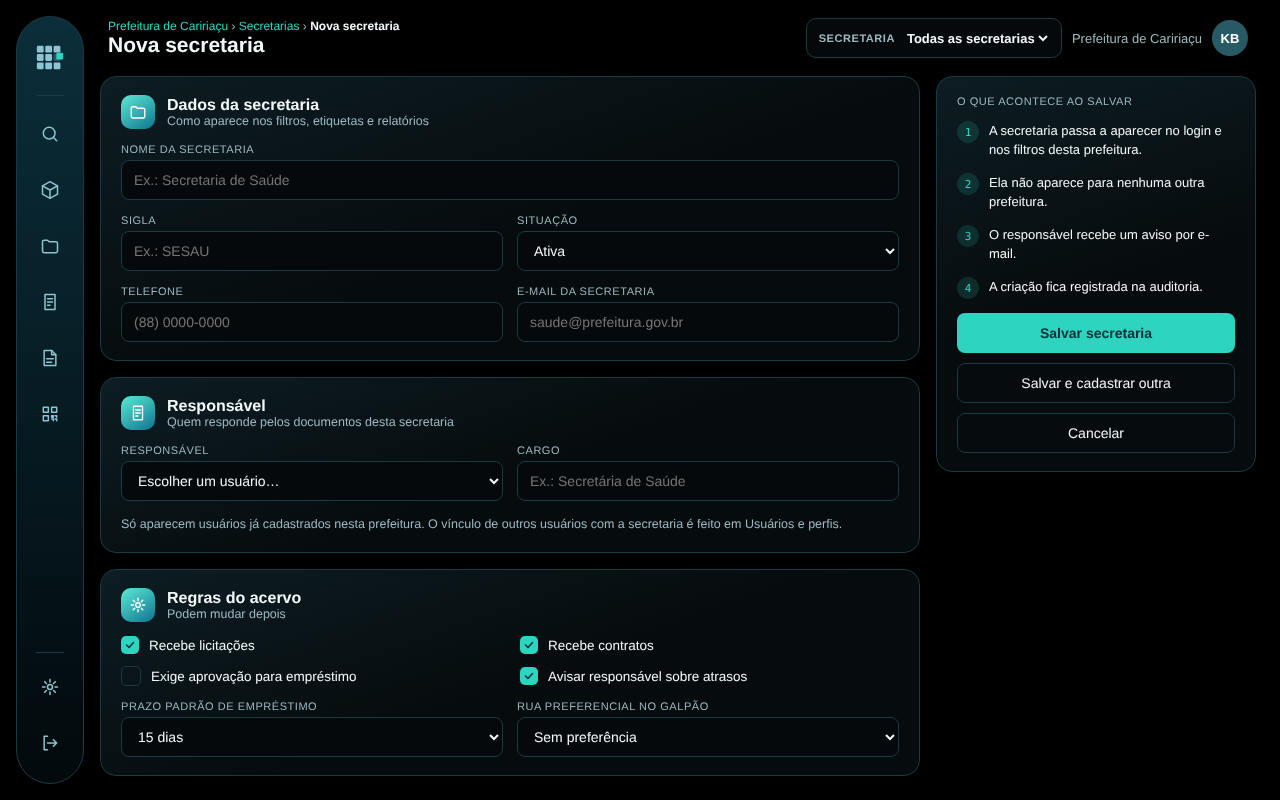 Prefeitura de Caririaçu › Secretarias › Nova secretaria
Nova secretaria
SECRETARIA Todas as secretarias
Prefeitura de Caririaçu
KB
Dados da secretaria
Como aparece nos filtros, etiquetas e relatórios
NOME DA SECRETARIA
Ex.: Secretaria de Saúde
SIGLA
SITUAÇÃO
Ex.: SESAU
Ativa
TELEFONE
E-MAIL DA SECRETARIA
(88) 0000-0000
saude@prefeitura.gov.br
Responsável
Quem responde pelos documentos desta secretaria
RESPONSÁVEL
CARGO
Escolher um usuário…
Ex.: Secretária de Saúde
Só aparecem usuários já cadastrados nesta prefeitura. O vínculo de outros usuários com a secretaria é feito em Usuários e perfis.
Regras do acervo
Podem mudar depois
Recebe licitações
Recebe contratos
Exige aprovação para empréstimo
Avisar responsável sobre atrasos
PRAZO PADRÃO DE EMPRÉSTIMO
RUA PREFERENCIAL NO GALPÃO
15 dias
Sem preferência
O QUE ACONTECE AO SALVAR
1 A secretaria passa a aparecer no login e
nos filtros desta prefeitura.
2 Ela não aparece para nenhuma outra
prefeitura.
3 O responsável recebe um aviso por e-
mail.
4 A criação fica registrada na auditoria.
Salvar secretaria
Salvar e cadastrar outra
Cancelar